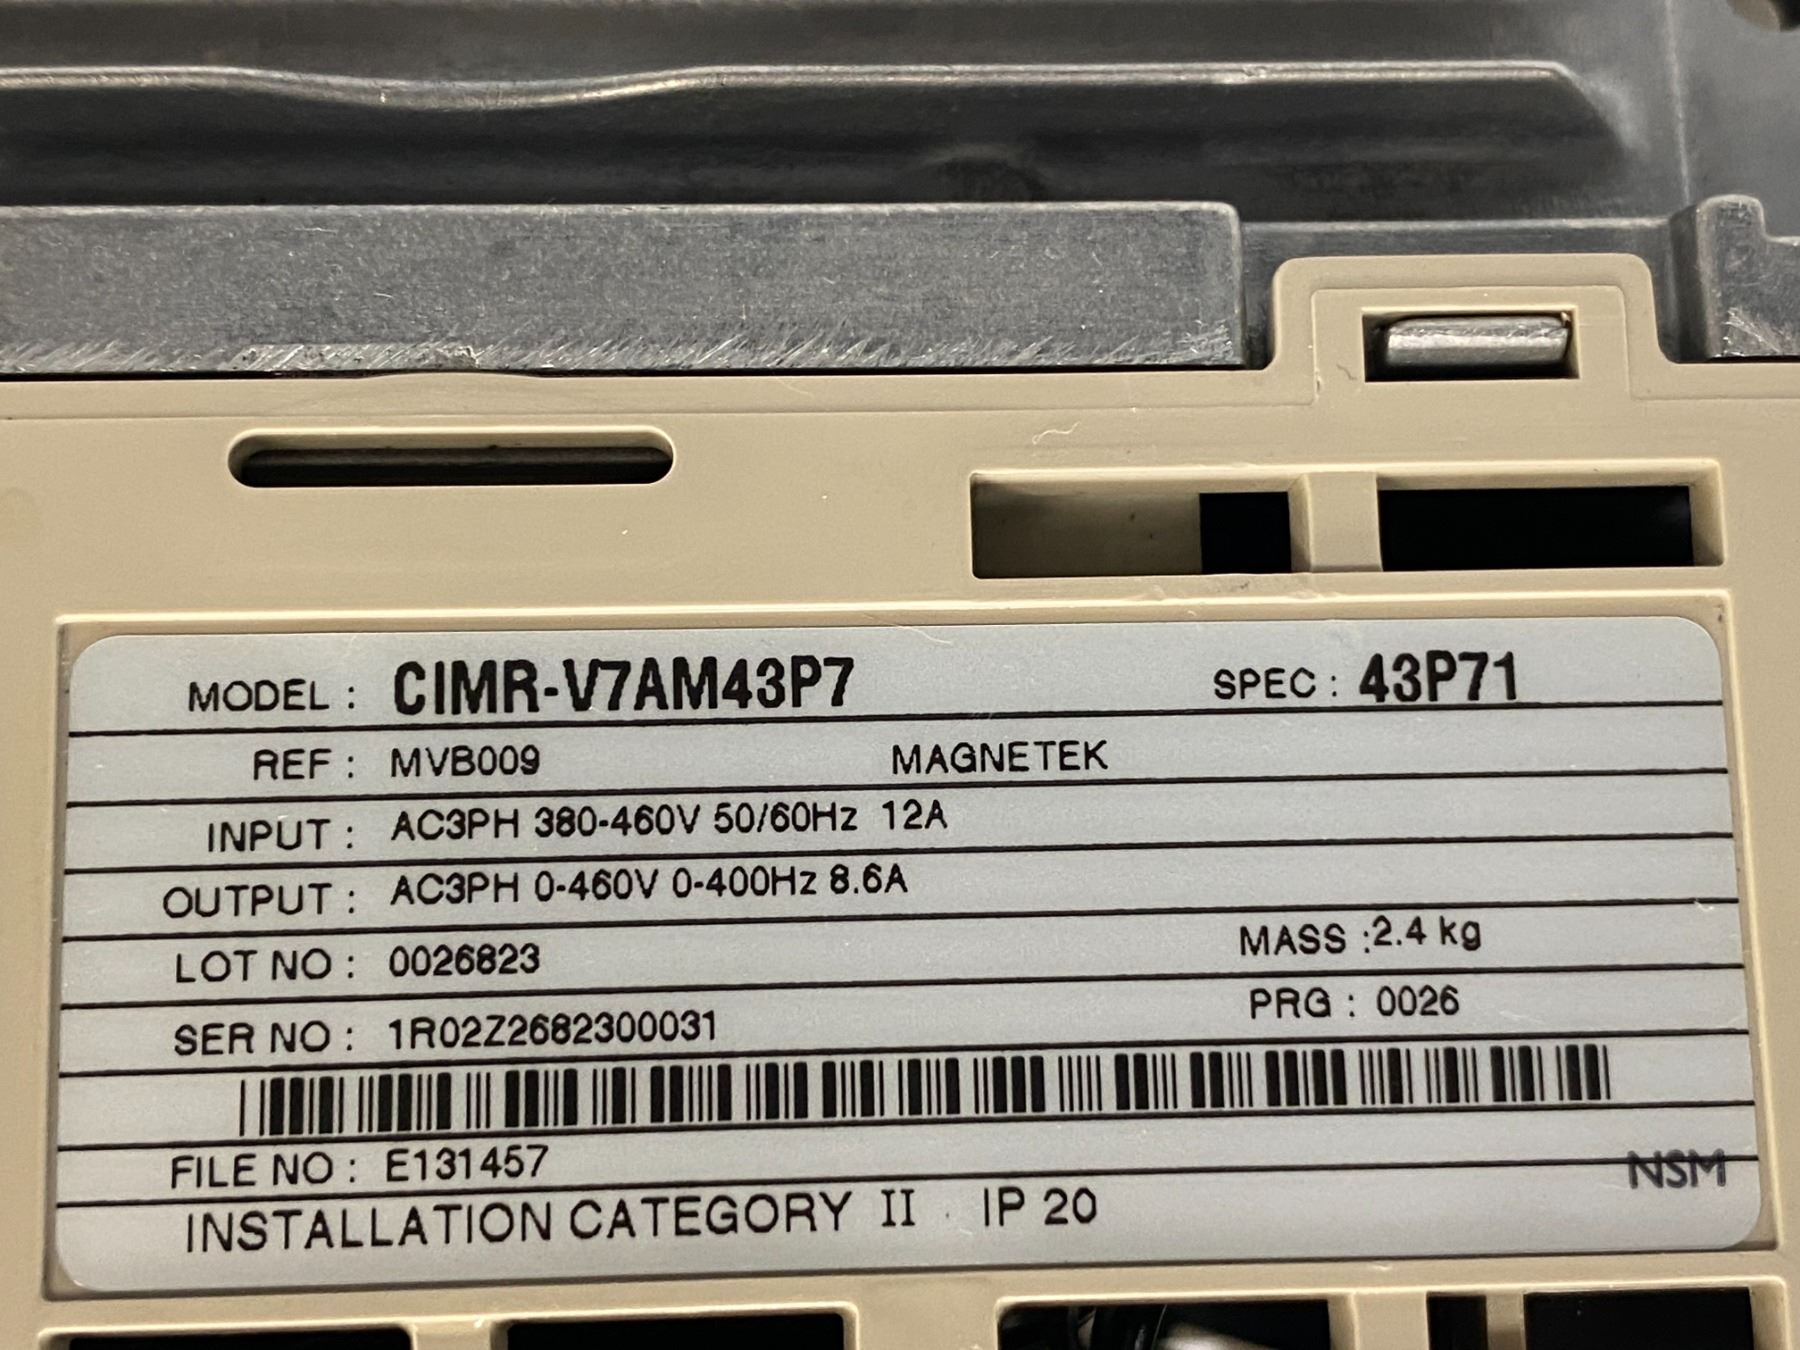 MODEL : CIMR-V7AM43P7 SPEC : 43P71
REF : MVB009 MAGNETEK
INPUT : AC3PH 380-460V 50/60Hz 12A
OUTPUT : AC3PH 0-460V 0-400Hz 8.6A
LOT NO : 0026823 MASS :2.4 kg
SER NO : 1R02Z2682300031 PRG : 0026
FILE NO : E131457 NSM
INSTALLATION CATEGORY II IP 20